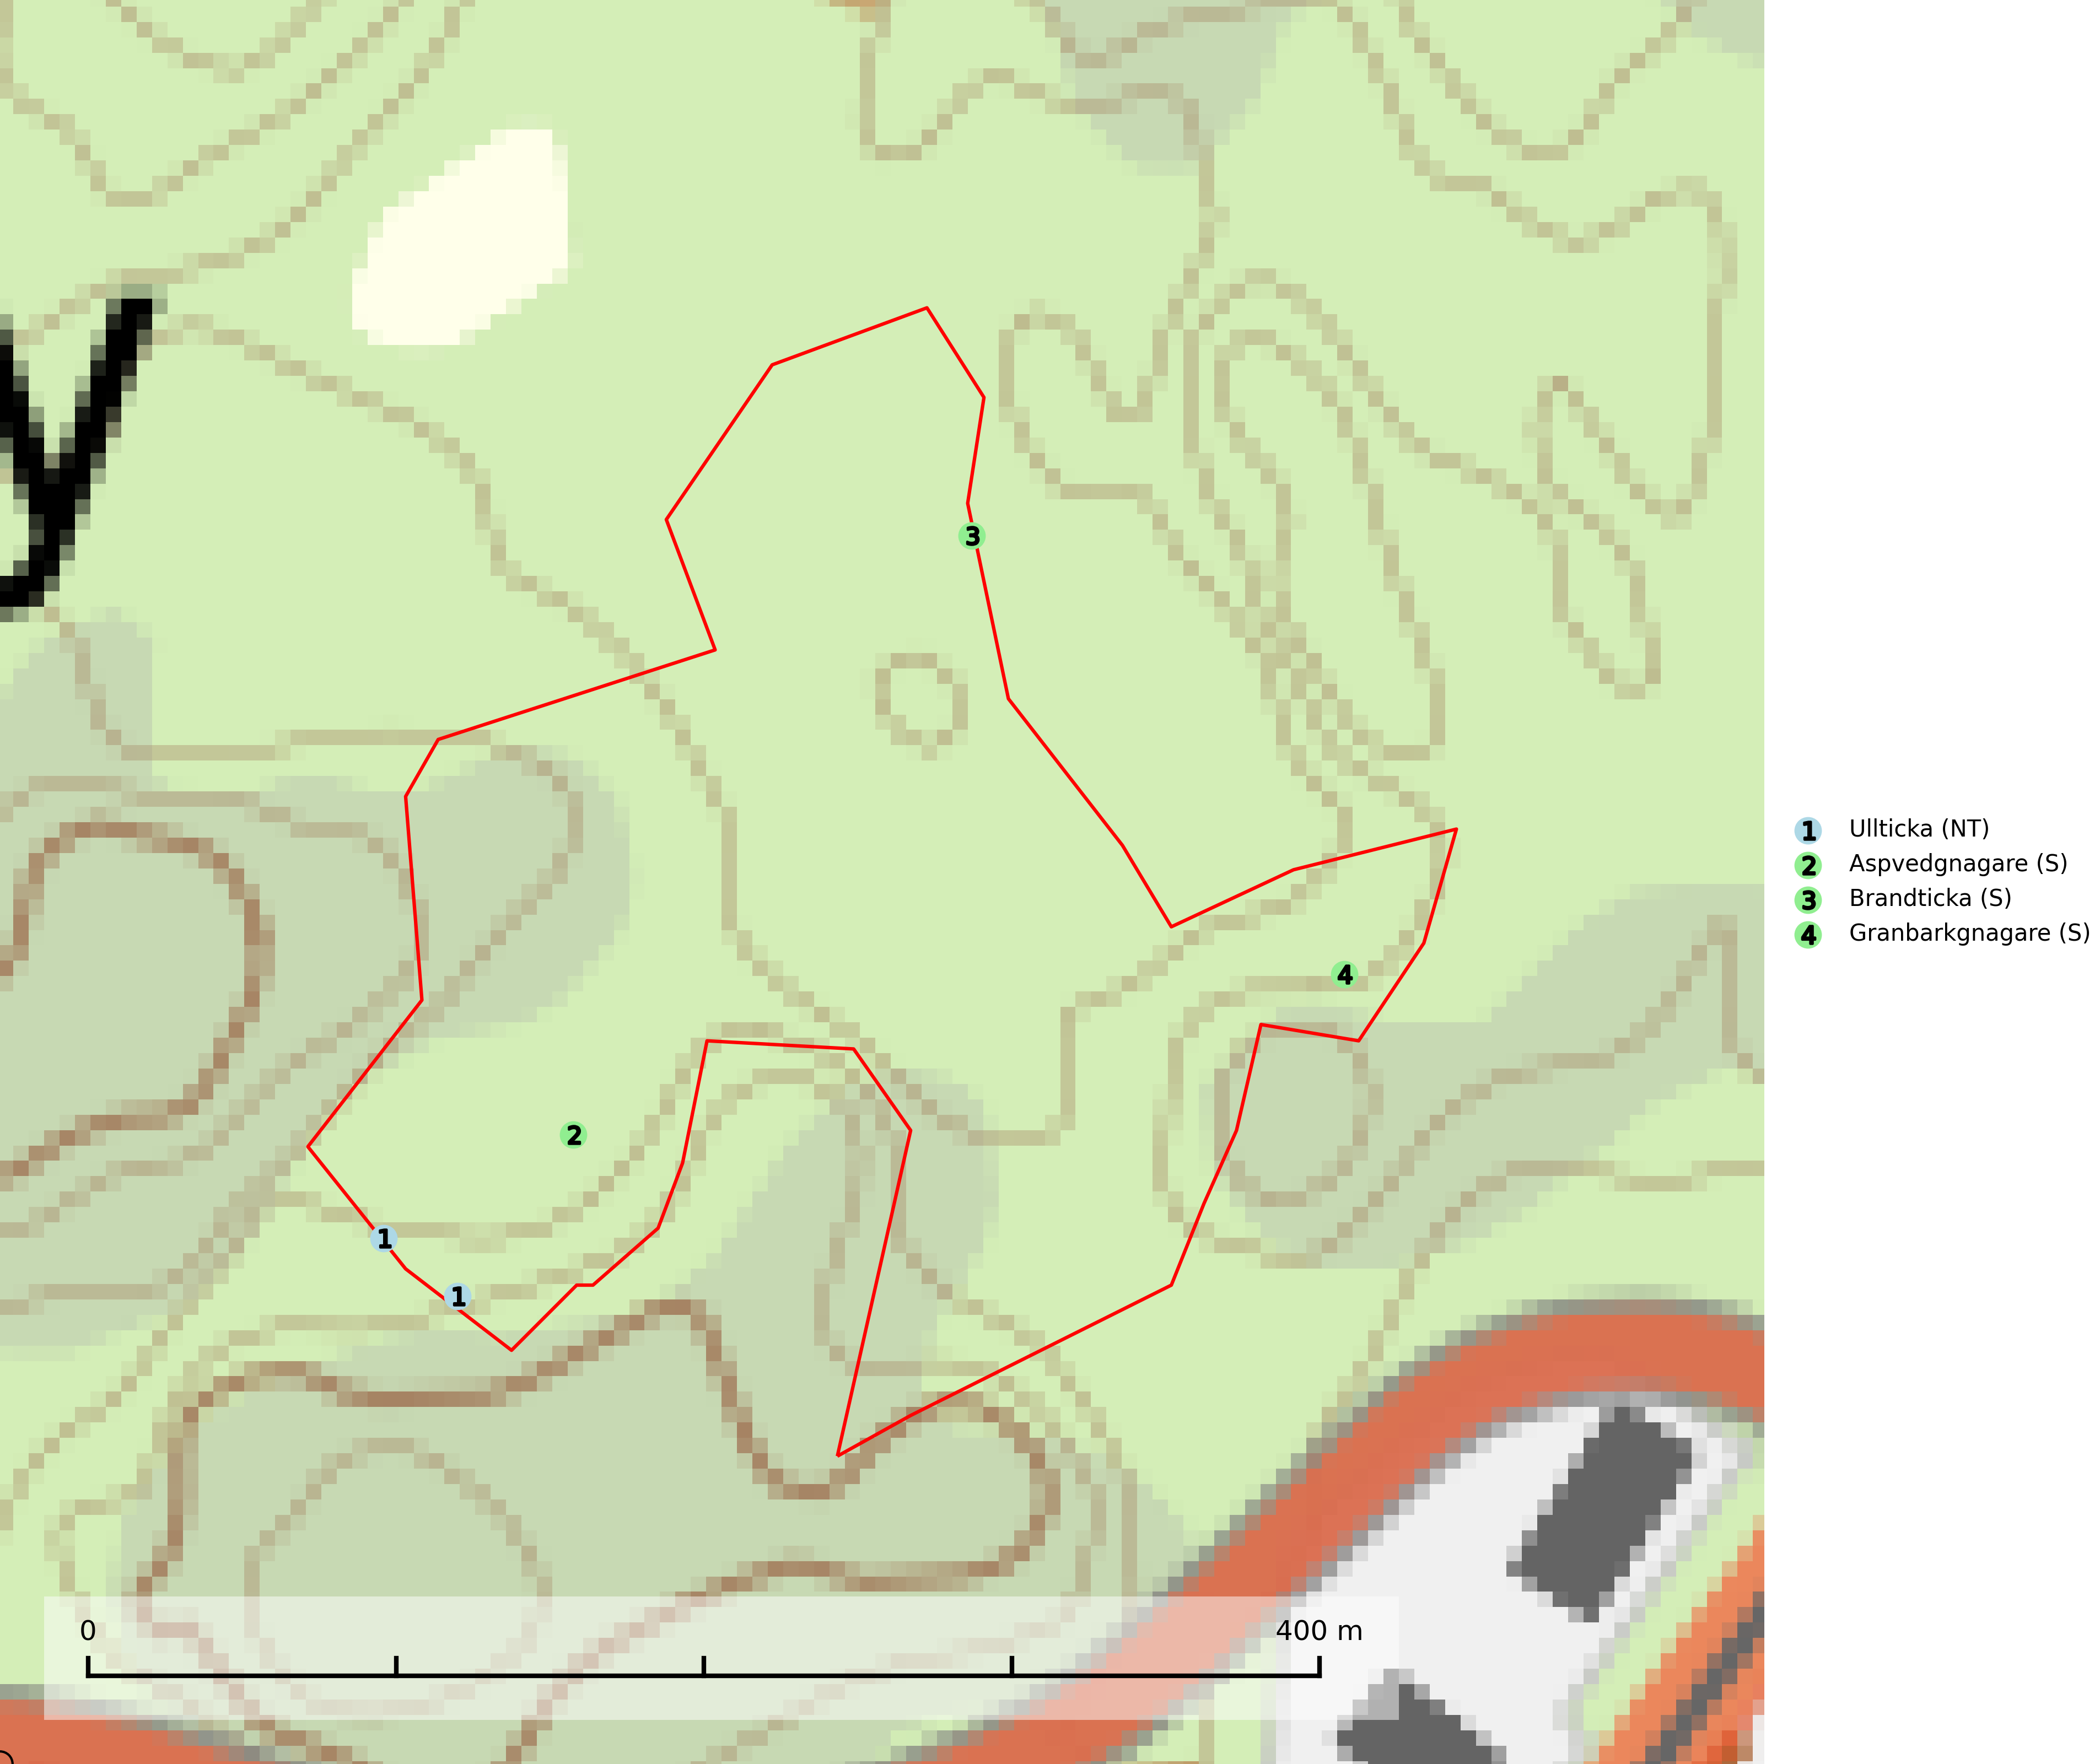 3
4
2
1
1
1 Ullticka (NT)
2 Aspvedgnagare (S)
3 Brandticka (S)
4 Granbarkgnagare (S)
0 400 m